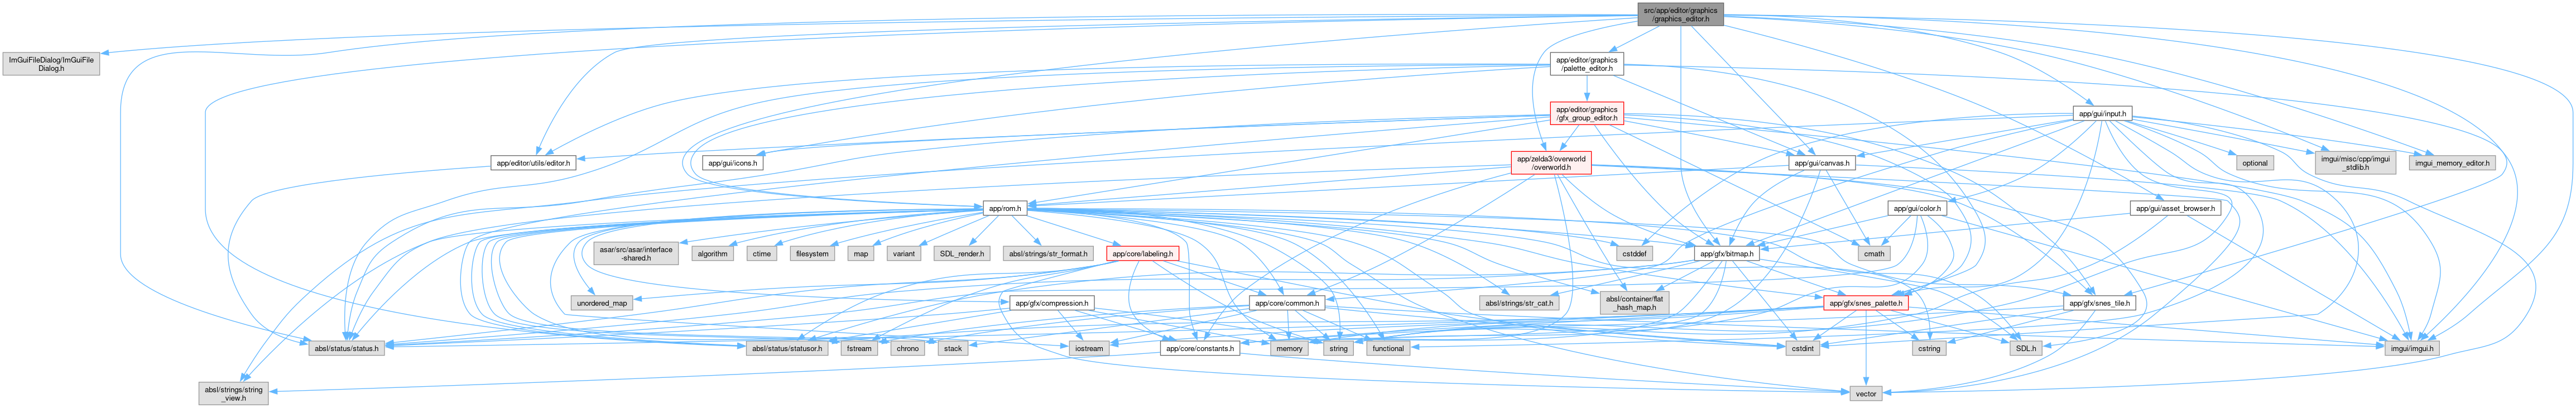 src/app/editor/graphics
/graphics_editor.h
ImGuiFileDialog/ImGuiFile
Dialog.h
app/editor/graphics
/palette_editor.h
app/editor/graphics
/gfx_group_editor.h
app/gui/input.h
app/editor/utils/editor.h
app/gui/icons.h
app/zelda3/overworld
/overworld.h
app/gui/canvas.h
optional
imgui/misc/cpp/imgui
_stdlib.h
imgui_memory_editor.h
app/rom.h
app/gui/color.h
app/gui/asset_browser.h
asar/src/asar/interface
-shared.h
algorithm
ctime
filesystem
map
variant
SDL_render.h
absl/strings/str_format.h
app/core/labeling.h
cstddef
app/gfx/bitmap.h
cmath
unordered_map
app/gfx/compression.h
app/core/common.h
absl/strings/str_cat.h
absl/container/flat
_hash_map.h
app/gfx/snes_palette.h
app/gfx/snes_tile.h
absl/status/status.h
absl/status/statusor.h
fstream
chrono
stack
iostream
app/core/constants.h
memory
string
functional
cstdint
cstring
SDL.h
imgui/imgui.h
absl/strings/string
_view.h
vector